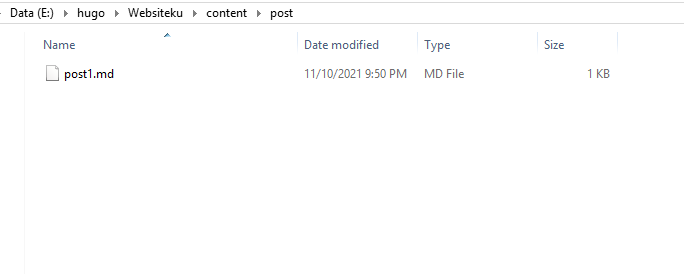 Data (E:) hugo Websiteku content post
Name Date modified Type Size
post1.md 11/10/2021 9:50 PM MD File 1 KB